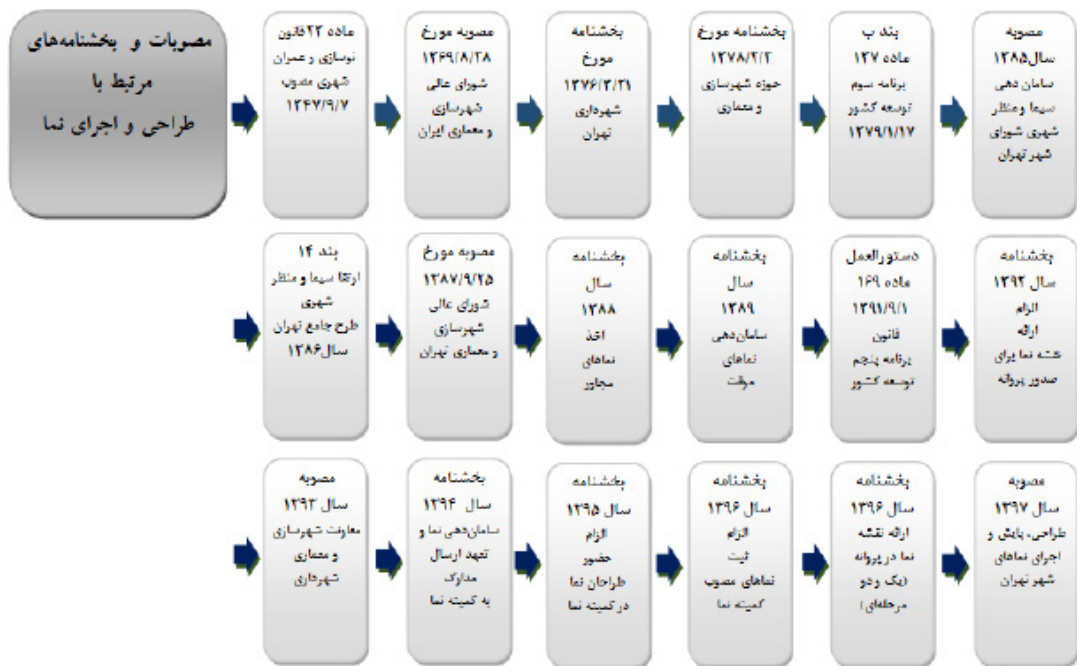 مصوبات و بخشنامه‌های
مرتبط با
طراحی و اجرای نما
ماده ۲۳قانون
نوسازی و عمران
شهری مصوب
۱۳۴۷/۹/۷
مصوبه مورخ
۱۳۶۹/۸/۲۸
شورای عالی
شهرسازی
و معماری ایران
بخشنامه
مورخ
۱۳۷۶/۳/۳۱
شهرداری
تهران
بخشنامه مورخ
۱۳۷۸/۲/۲
حوزه شهرسازی
و معماری
بند ب
ماده ۱۳۷
برنامه سوم
توسعه کشور
۱۳۷۹/۱/۱۷
مصوبه
سال۱۳۸۵
سامان دهی
سیما و منظر
شهری شورای
شهر تهران
بند ۱۴
ارتقا سیما و منظر
شهری
طرح جامع تهران
سال۱۳۸۶
مصوبه مورخ
۱۳۸۷/۹/۲۵
شورای عالی
شهرسازی
و معماری تهران
بخشنامه
سال
۱۳۸۸
اخذ
نماهای
مجاور
بخشنامه
سال
۱۳۸۹
سامان‌دهی
نماهای
موقت
دستورالعمل
ماده ۱۶۹
۱۳۹۱/۹/۱
قانون
برنامه پنجم
توسعه کشور
بخشنامه
سال ۱۳۹۲
الزام
ارائه
نقشه نما برای
صدور پروانه
مصوبه
سال ۱۳۹۳
معاونت شهرسازی
و معماری
شهرداری
بخشنامه
سال ۱۳۹۴
سامان‌دهی نما و
تعهد ارسال
مدارک
به کمیته نما
بخشنامه
سال ۱۳۹۵
الزام
حضور
طراحان نما
در کمیته نما
بخشنامه
سال ۱۳۹۶
الزام
ثبت
نماهای مصوب
کمیته نما
بخشنامه
سال ۱۳۹۶
ارائه نقشه
نما در پروانه
(یک و دو
مرحله‌ای)
مصوبه
سال ۱۳۹۷
طراحی، پایش و
اجرای نماهای
شهر تهران